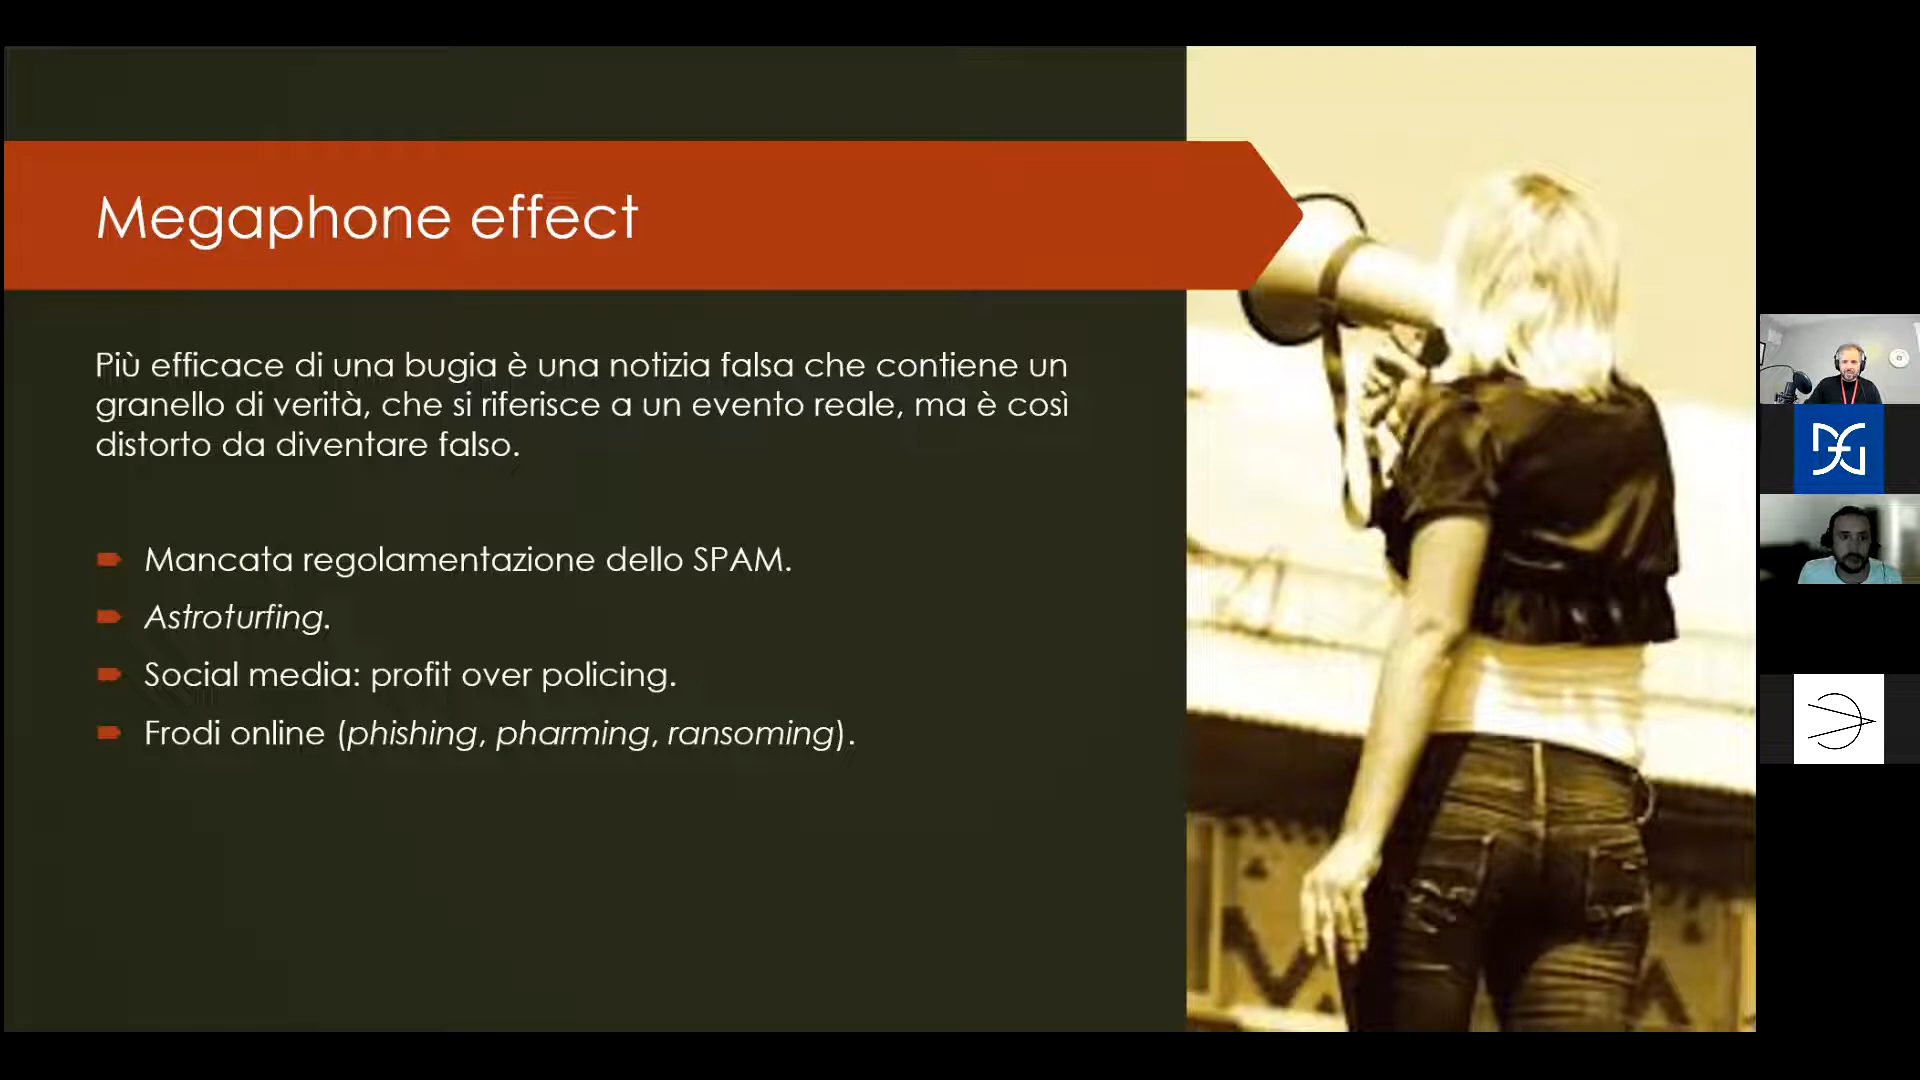 Megaphone effect
Più efficace di una bugia è una notizia falsa che contiene un
granello di verità, che si riferisce a un evento reale, ma è così
distorto da diventare falso.
Mancata regolamentazione dello SPAM.
Astroturfing.
Social media: profit over policing.
Frodi online (phishing, pharming, ransoming).